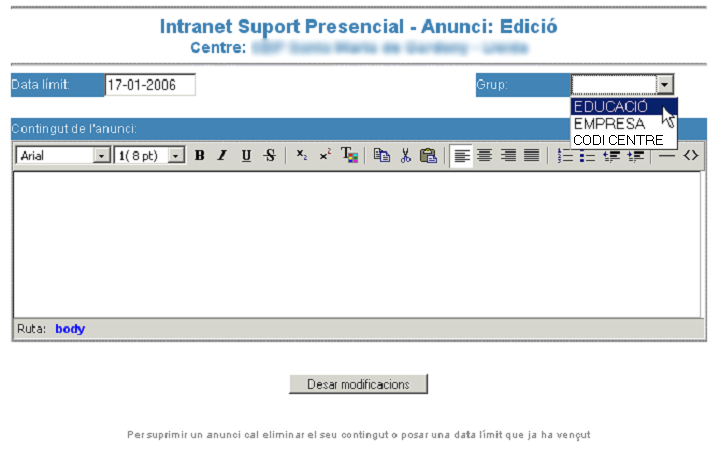 Intranet Suport Presencial - Anunci: Edició
Centre:
Data límit: 17-01-2006 Grup:
EDUCACIÓ
EMPRESA
CODI CENTRE
Contingut de l'anunci:
Arial 1( 8 pt) B I U S x₂ x² T
Ruta: body
Desar modificacions
Per suprimir un anunci cal eliminar el seu contingut o posar una data límit que ja ha vençut